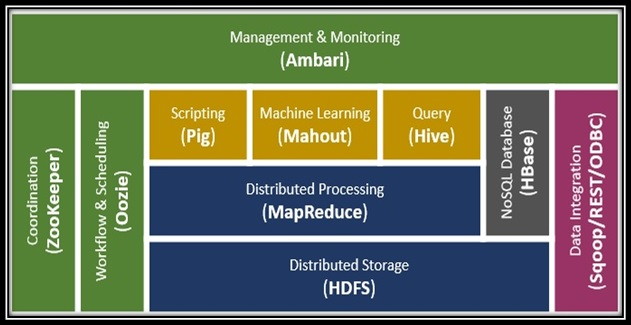 Management & Monitoring
(Ambari)
Coordination
(ZooKeeper)
Workflow & Scheduling
(Oozie)
Scripting
(Pig)
Machine Learning
(Mahout)
Query
(Hive)
NoSQL Database
(HBase)
Data Integration
(Sqoop/REST/ODBC)
Distributed Processing
(MapReduce)
Distributed Storage
(HDFS)